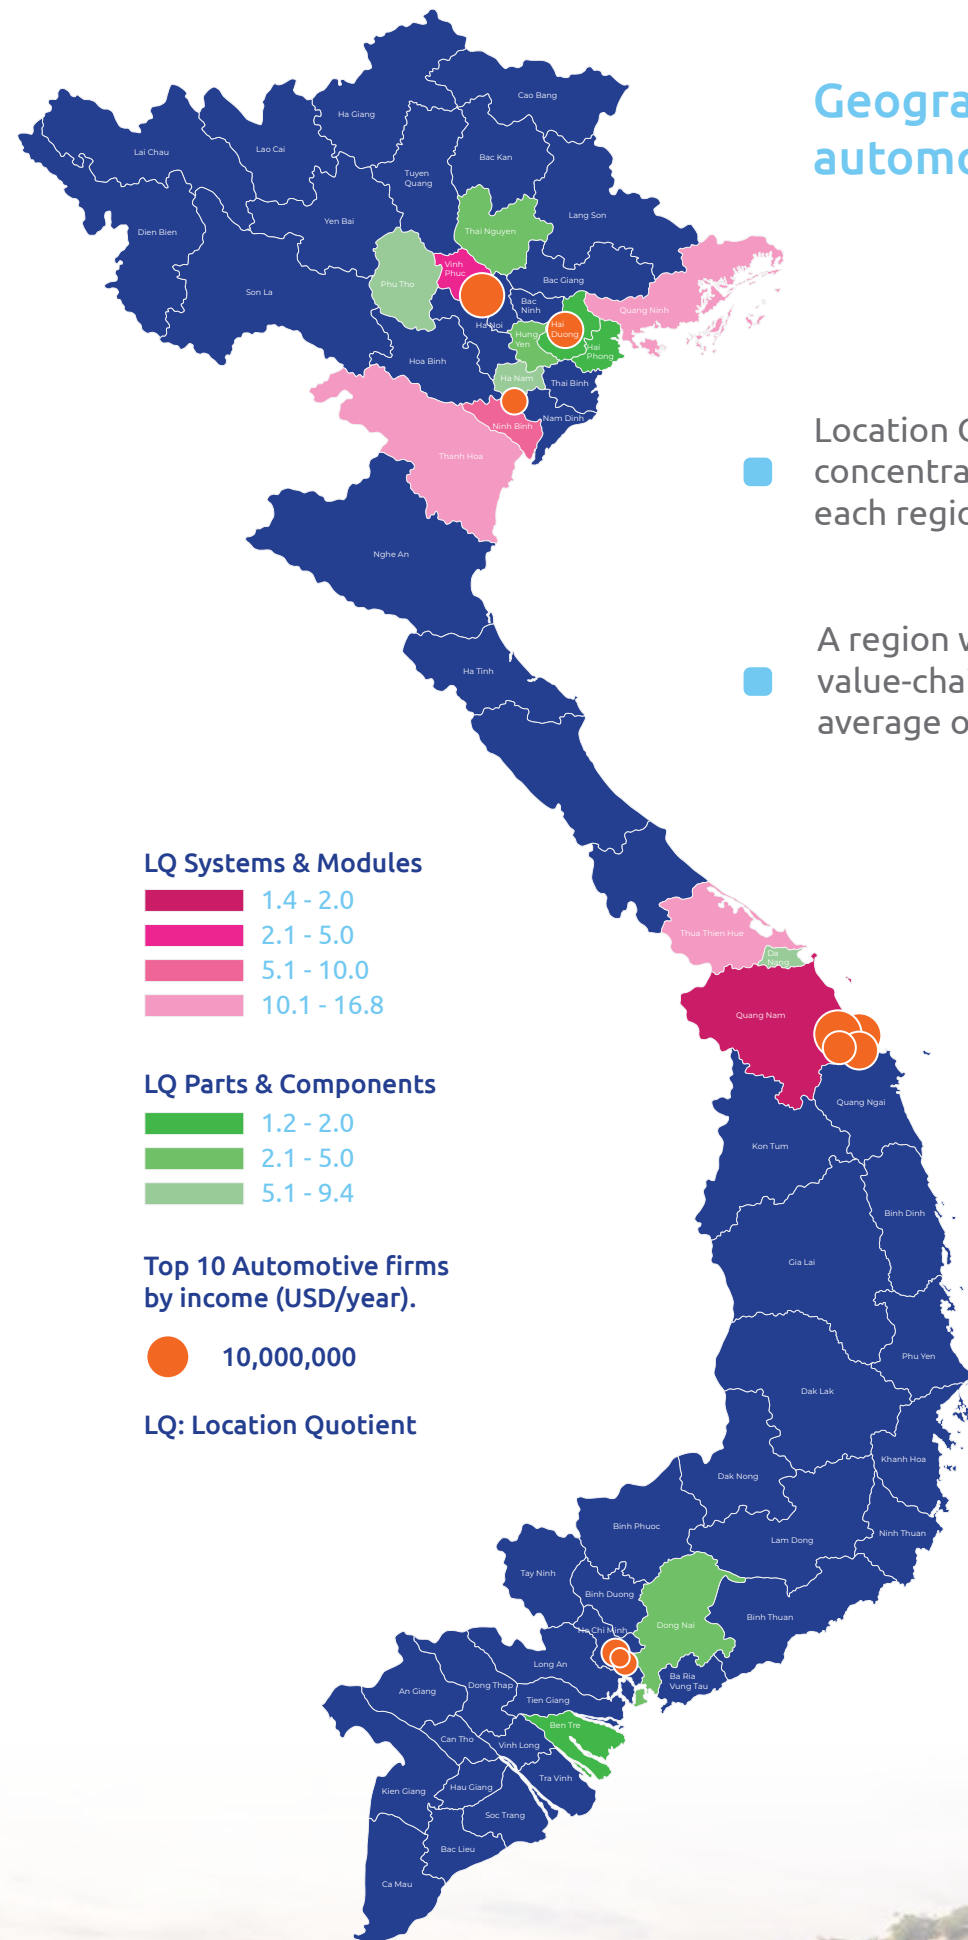 Geogra
automo
Location
concentra
each regio
A region
value-chai
average o
Cao Bang
Ha Giang
Lai Chau
Lao Cai
Bac Kan
Tuyen
Quang
Lang Son
Yen Bai
Dien Bien
Thai Nguyen
Vinh
Phuc
Bac Giang
Phu Tho
Son La
Bac
Ninh
Quang Ninh
Ha Noi
Hai
Duong
Hung
Yen
Hai
Phong
Hoa Binh
Ha Nam
Thai Binh
Nam Dinh
Ninh Binh
Thanh Hoa
Nghe An
Ha Tinh
LQ Systems & Modules
1.4 - 2.0
2.1 - 5.0
5.1 - 10.0
10.1 - 16.8
LQ Parts & Components
1.2 - 2.0
2.1 - 5.0
5.1 - 9.4
Top 10 Automotive firms
by income (USD/year).
10,000,000
LQ: Location Quotient
Thua Thien Hue
Da
Nang
Quang Nam
Quang Ngai
Kon Tum
Binh Dinh
Gia Lai
Phu Yen
Dak Lak
Khanh Hoa
Dak Nong
Binh Phuoc
Ninh Thuan
Lam Dong
Tay Ninh
Binh Duong
Binh Thuan
Dong Nai
Ho Chi Minh
Long An
Ba Ria
Vung Tau
Dong Thap
An Giang
Tien Giang
Ben Tre
Can Tho
Vinh Long
Tra Vinh
Hau Giang
Kien Giang
Soc Trang
Bac Lieu
Ca Mau